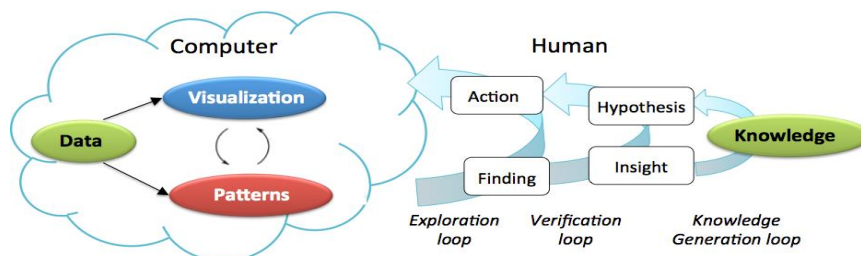 Computer
Human
Visualization
Action
Hypothesis
Data
Knowledge
Patterns
Finding
Insight
Exploration
loop
Verification
loop
Knowledge
Generation loop